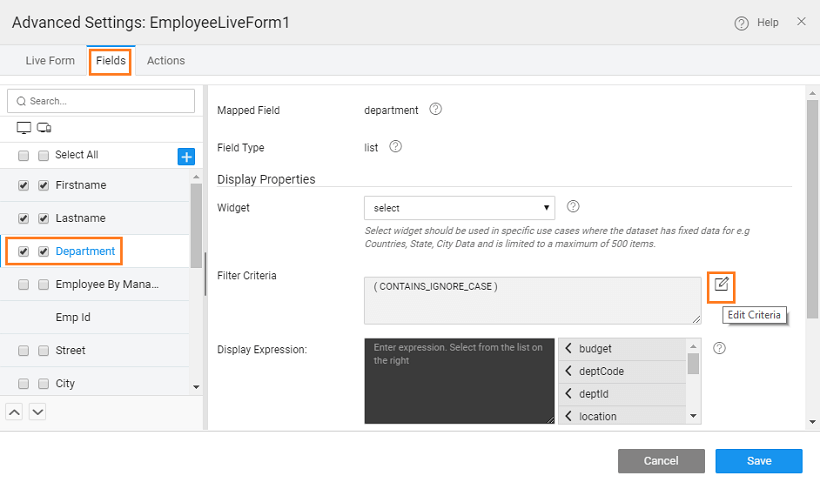 Advanced Settings: EmployeeLiveForm1
Help
Live Form
Fields
Actions
Search...
Select All
Firstname
Lastname
Department
Employee By Mana...
Emp Id
Street
City
Mapped Field
department
Field Type
list
Display Properties
Widget
select
Select widget should be used in specific use cases where the dataset has fixed data for e.g
Countries, State, City Data and is limited to a maximum of 500 items.
Filter Criteria
( CONTAINS_IGNORE_CASE )
Edit Criteria
Display Expression:
Enter expression. Select from the list on
the right
budget
deptCode
deptId
location
Cancel
Save